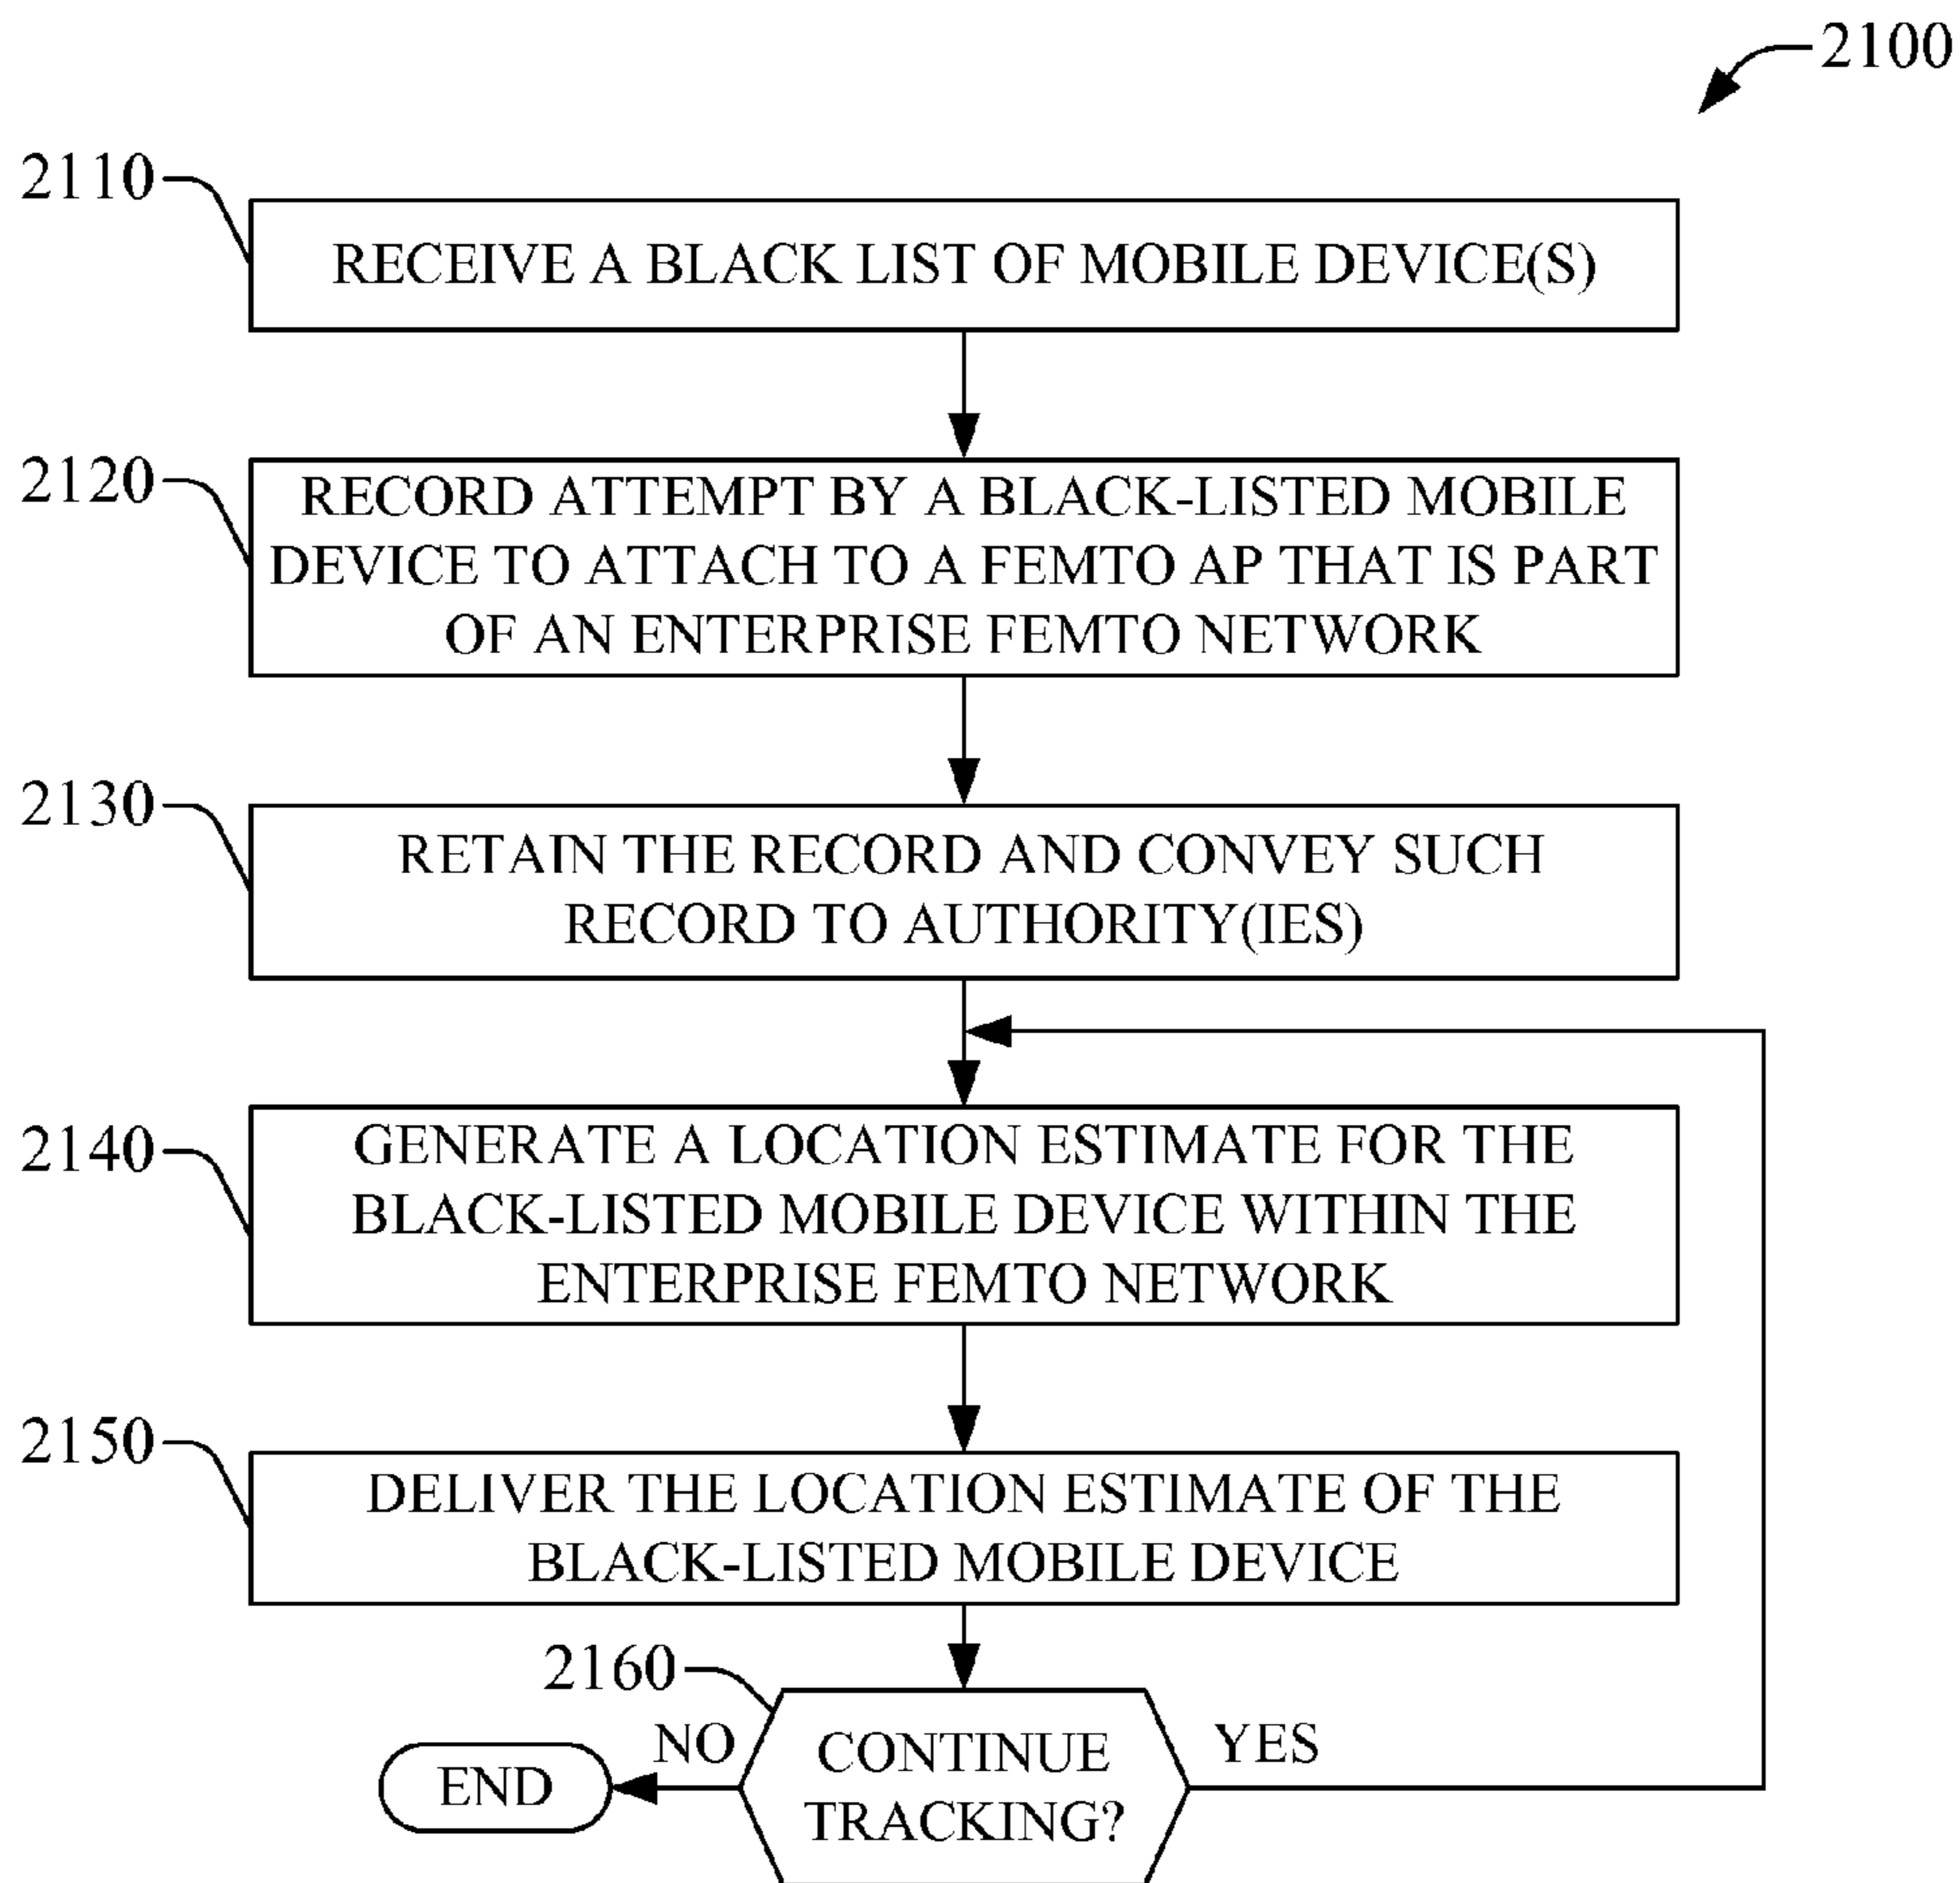 2100
2110
RECEIVE A BLACK LIST OF MOBILE DEVICE(S)
2120
RECORD ATTEMPT BY A BLACK-LISTED MOBILE
DEVICE TO ATTACH TO A FEMTO AP THAT IS PART
OF AN ENTERPRISE FEMTO NETWORK
2130
RETAIN THE RECORD AND CONVEY SUCH
RECORD TO AUTHORITY(IES)
2140
GENERATE A LOCATION ESTIMATE FOR THE
BLACK-LISTED MOBILE DEVICE WITHIN THE
ENTERPRISE FEMTO NETWORK
2150
DELIVER THE LOCATION ESTIMATE OF THE
BLACK-LISTED MOBILE DEVICE
2160
CONTINUE
TRACKING?
NO
YES
END